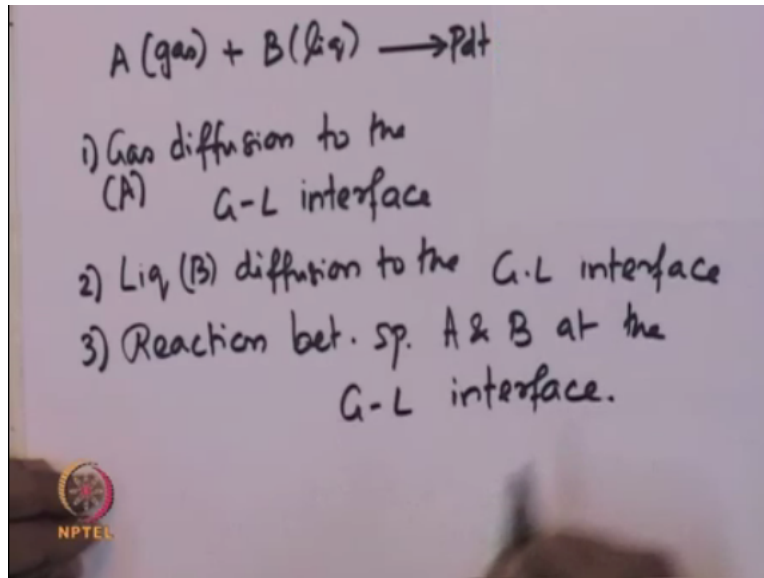 A (gas) + B (liq) ⟶ Pdt
1) Gas diffusion to the
(A) G-L interface
2) Liq (B) diffusion to the G.L interface
3) Reaction bet. sp. A & B at the
G-L interface.
NPTEL